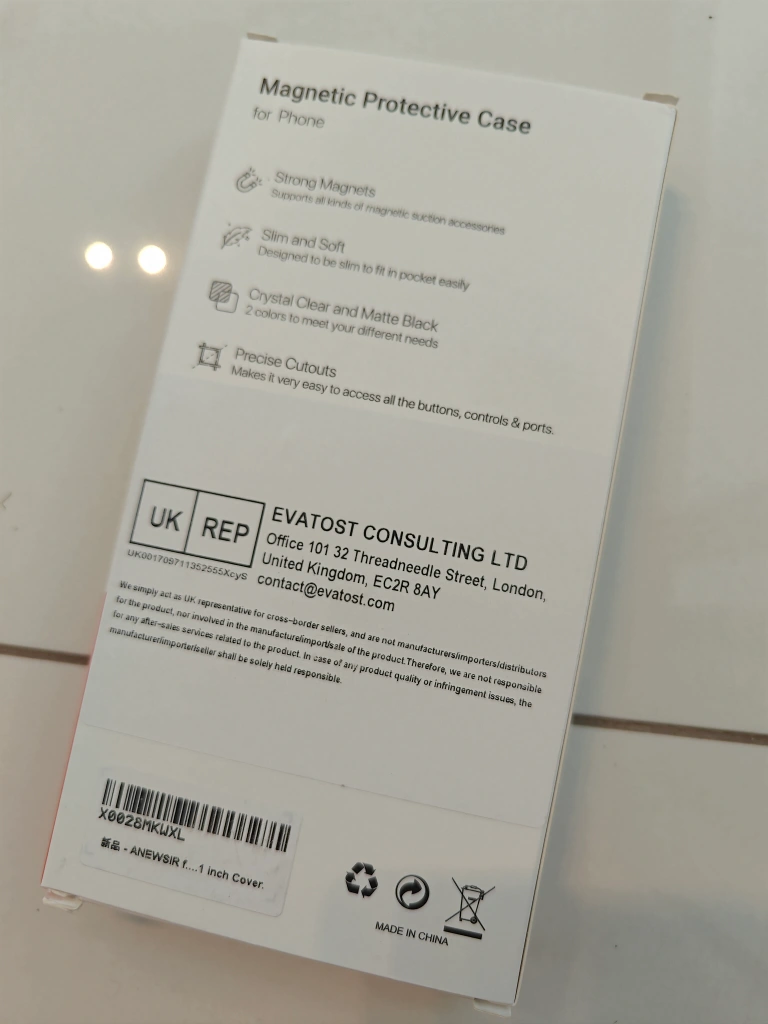 Magnetic Protective Case
for Phone
Strong Magnets
Supports all kinds of magnetic suction accessories
Slim and Soft
Designed to be slim to fit in pocket easily
Crystal Clear and Matte Black
2 colors to meet your different needs
Precise Cutouts
Makes it very easy to access all the buttons, controls & ports.
UK REP
UK001709711352555XcyS
EVATOST CONSULTING LTD
Office 101 32 Threadneedle Street, London,
United Kingdom, EC2R 8AY
contact@evatost.com
We simply act as UK representative for cross-border sellers, and are not manufacturers/importers/distributors
for the product, nor involved in the manufacture/import/sale of the product.Therefore, we are not responsible
for any after-sales services related to the product. In case of any product quality or infringement issues, the
manufacturer/importer/seller shall be solely held responsible.
X0028MKWXL
新品 - ANEWSIR f....1 inch Cover.
MADE IN CHINA